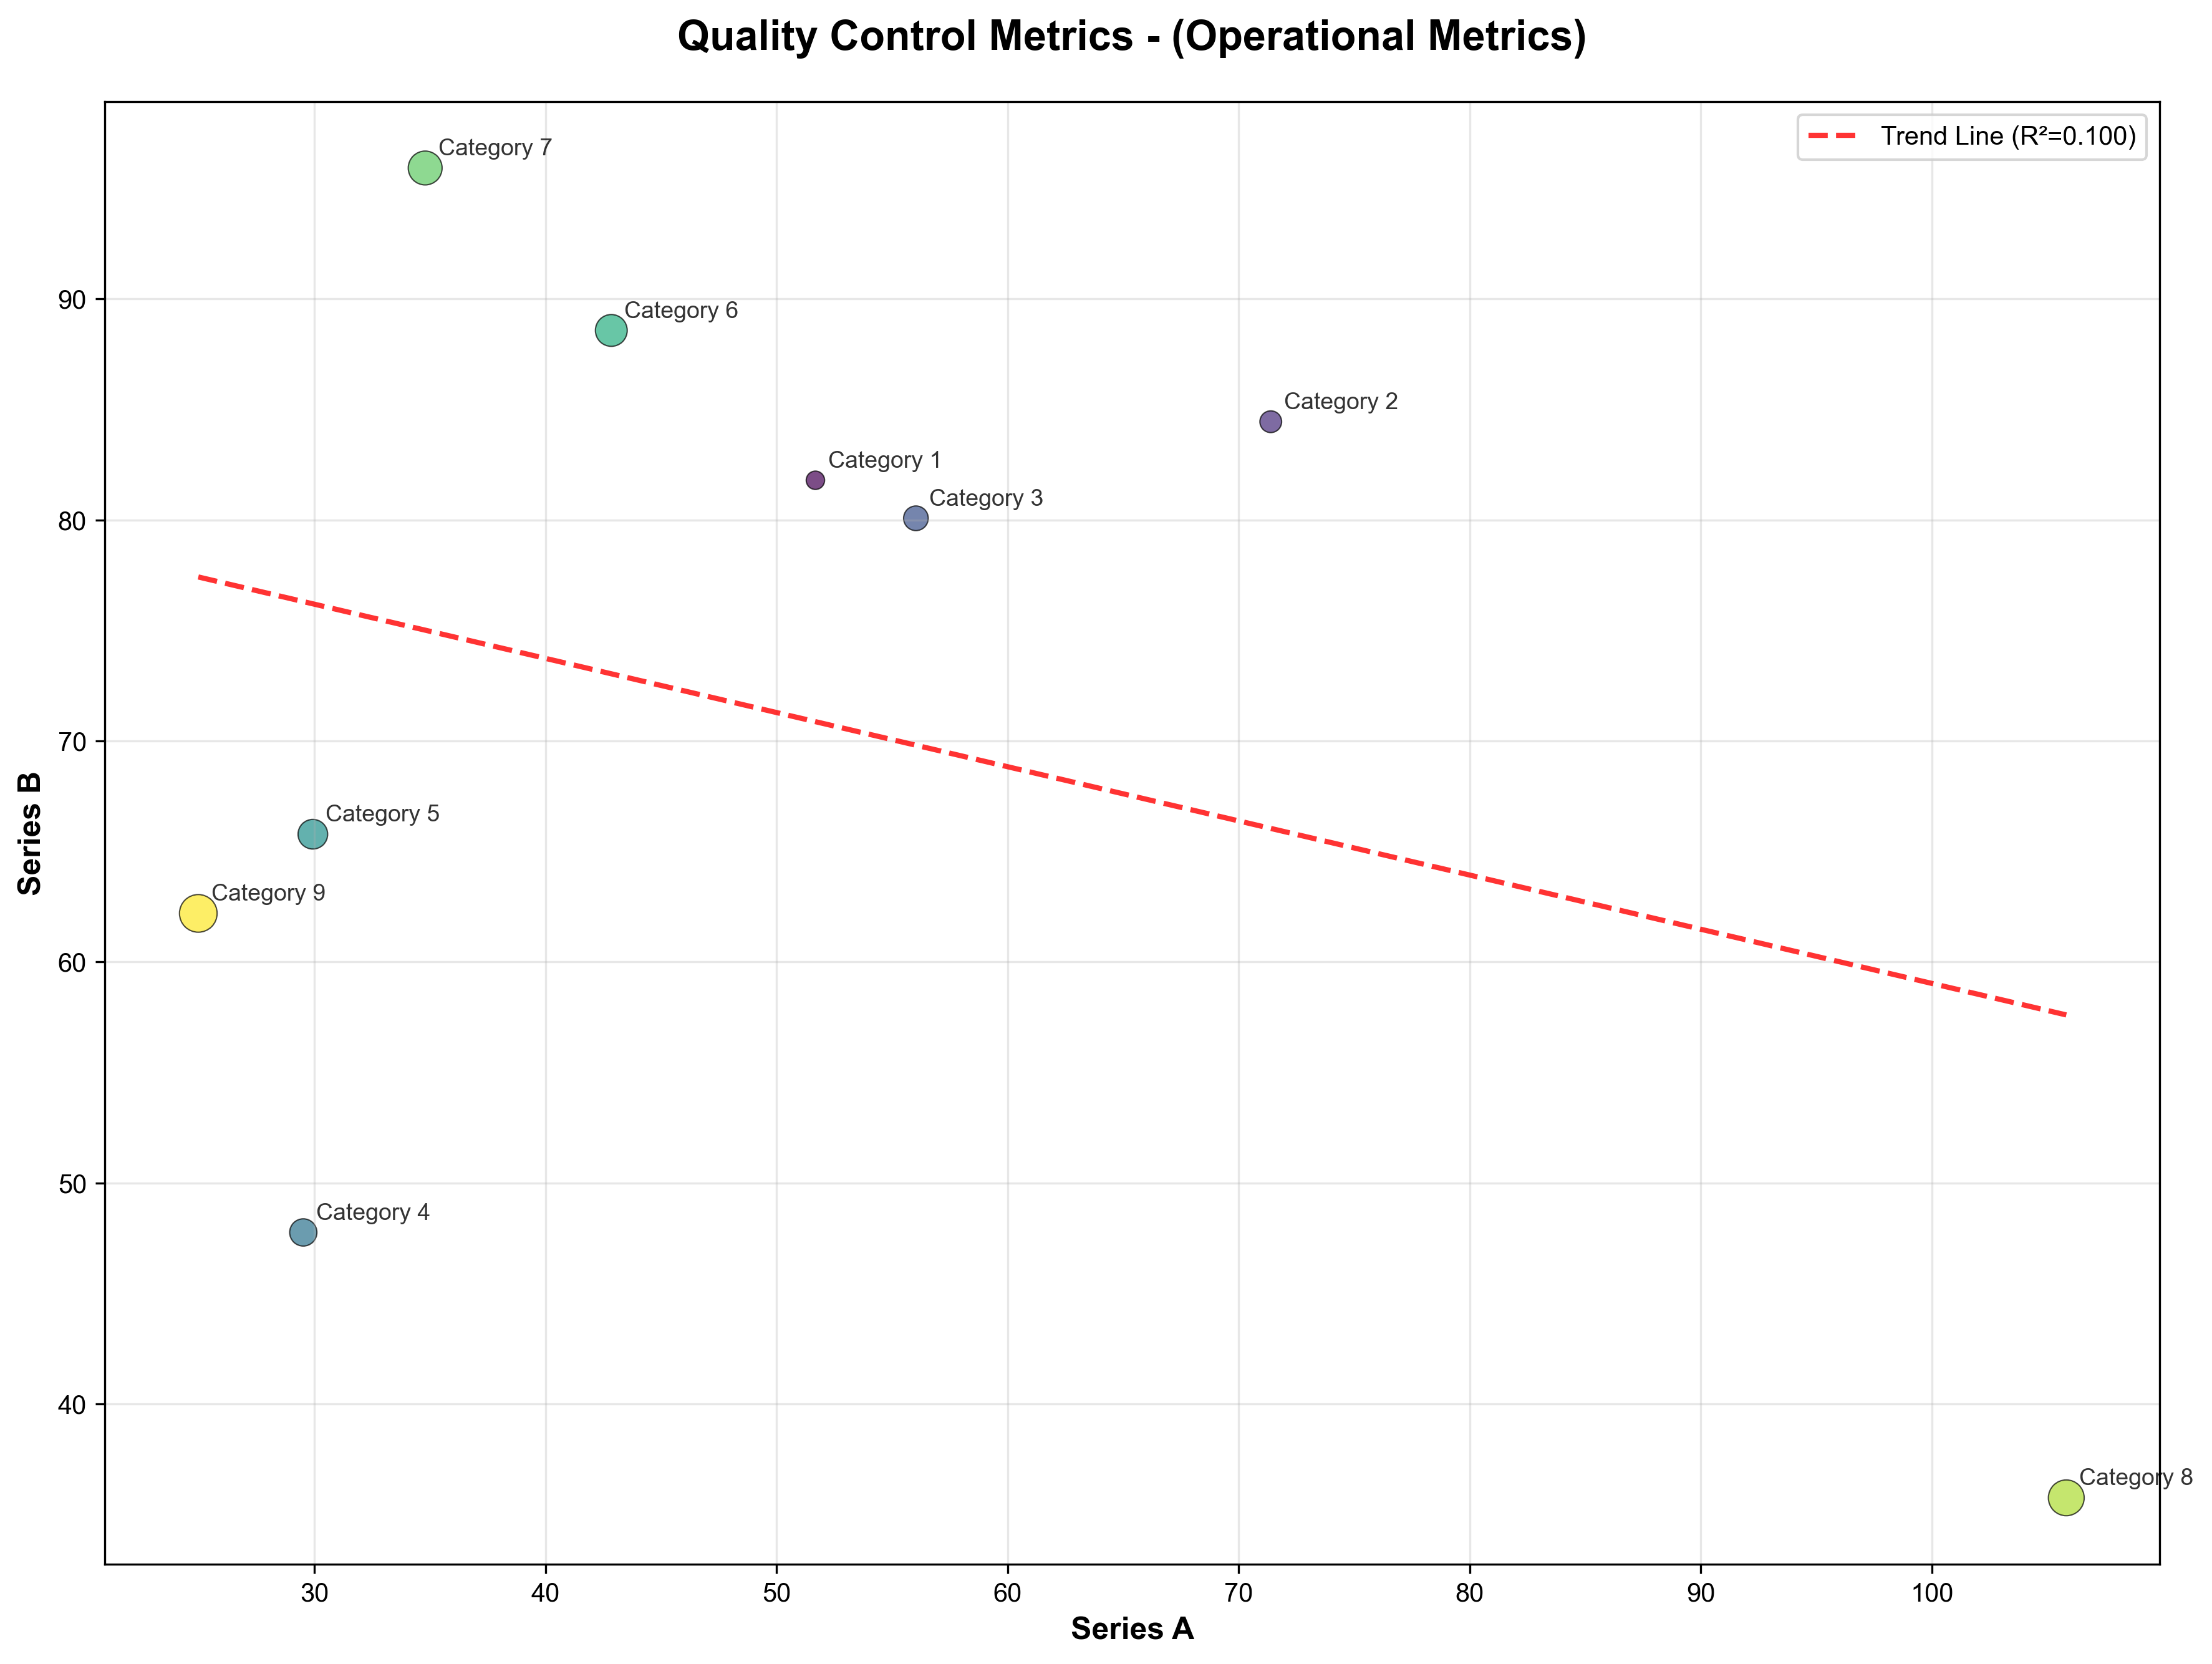 Quality Control Metrics - (Operational Metrics)
Trend Line (R²=0.100)
Category 7
Category 6
Category 2
Category 1
Category 3
Category 5
Category 9
Category 4
Category 8
90
80
70
60
50
40
Series B
30
40
50
60
70
80
90
100
Series A